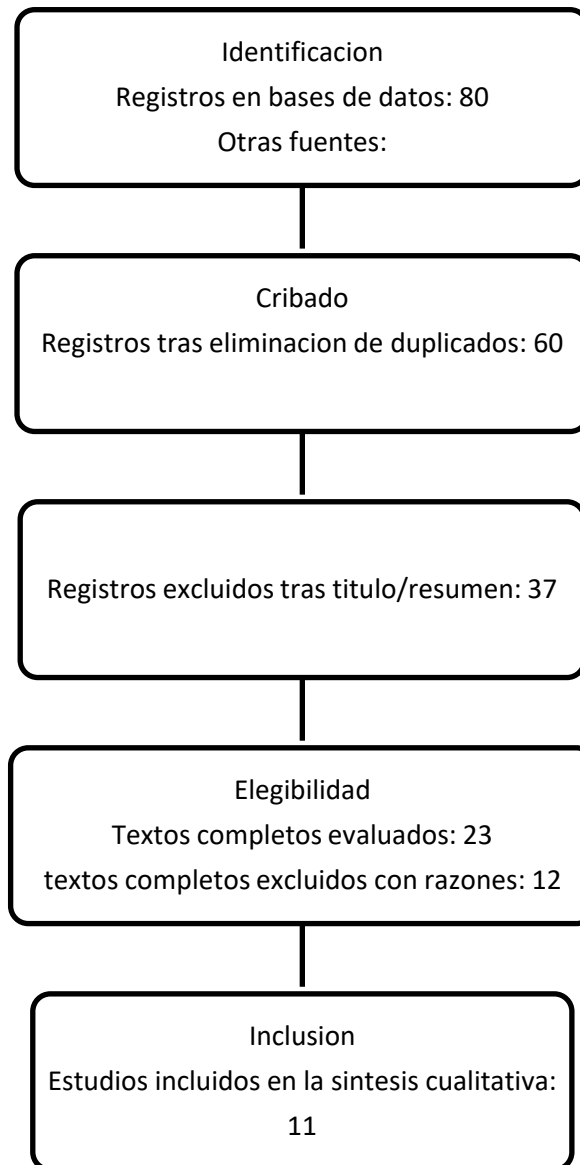 Identificacion
Registros en bases de datos: 80
Otras fuentes:
Cribado
Registros tras eliminacion de duplicados: 60
Registros excluidos tras titulo/resumen: 37
Elegibilidad
Textos completos evaluados: 23
textos completos excluidos con razones: 12
Inclusion
Estudios incluidos en la sintesis cualitativa:
11